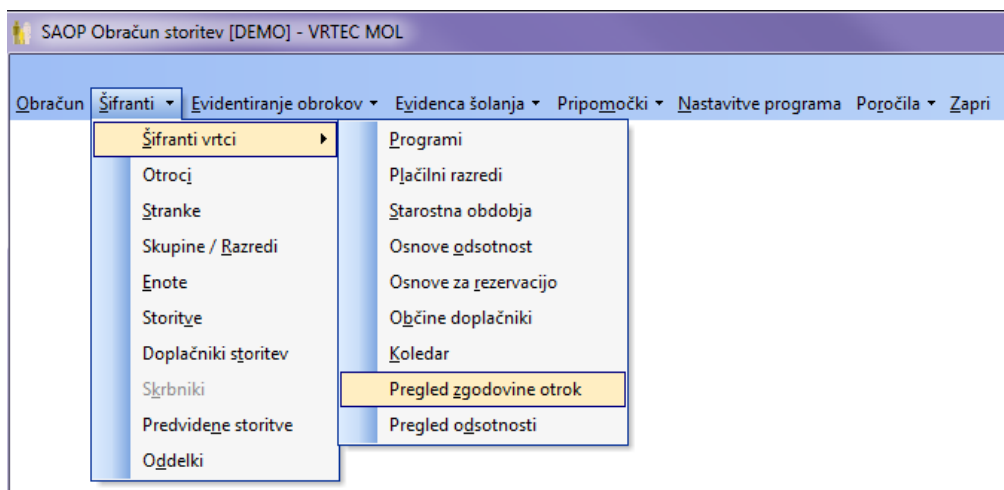 SAOP Obračun storitev [DEMO] - VRTEC MOL
Obračun Šifranti Evidentiranje obrokov Evidenca šolanja Pripomočki Nastavitve programa Poročila Zapri
Šifranti vrtci
Otroci
Stranke
Skupine / Razredi
Enote
Storitve
Doplačniki storitev
Skrbniki
Predvidene storitve
Oddelki
Programi
Plačilni razredi
Starostna obdobja
Osnove odsotnost
Osnove za rezervacijo
Občine doplačniki
Koledar
Pregled zgodovine otrok
Pregled odsotnosti